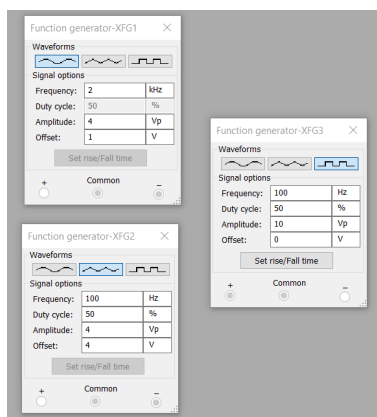 Function generator-XFG1
Waveforms
Signal options
Frequency: 2 kHz
Duty cycle: 50 %
Amplitude: 4 Vp
Offset: 1 V
Set rise/Fall time
+ Common –
Function generator-XFG2
Waveforms
Signal options
Frequency: 100 Hz
Duty cycle: 50 %
Amplitude: 4 Vp
Offset: 4 V
Set rise/Fall time
+ Common –
Function generator-XFG3
Waveforms
Signal options
Frequency: 100 Hz
Duty cycle: 50 %
Amplitude: 10 Vp
Offset: 0 V
Set rise/Fall time
+ Common –